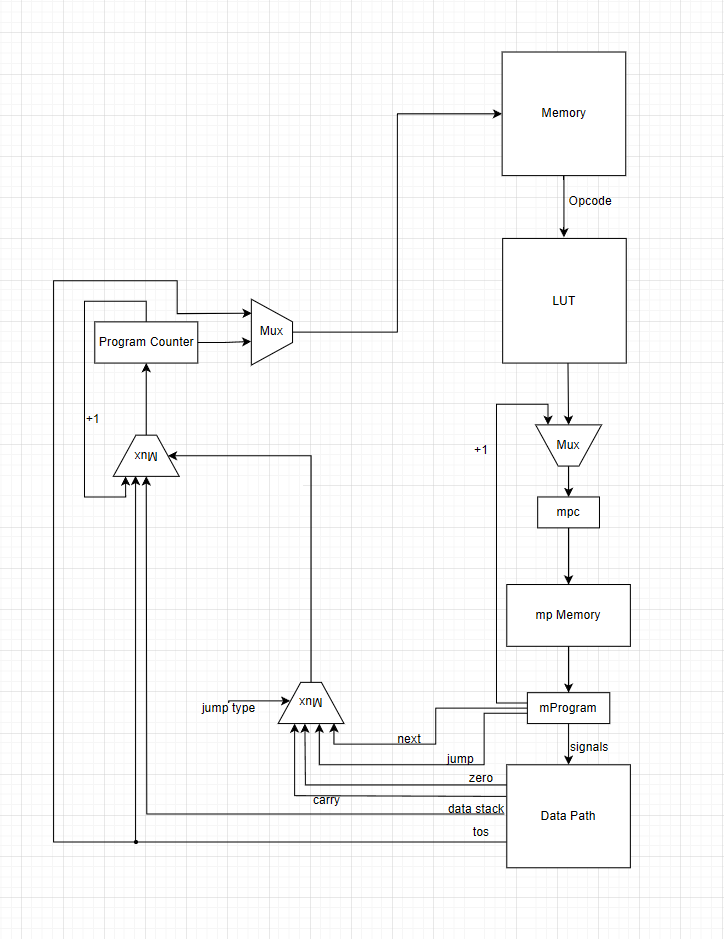 Memory
Opcode
LUT
Mux
Program Counter
+1
Mux
+1
Mux
mpc
mp Memory
Mux
jump type
mProgram
next
signals
jump
zero
carry
data stack
Data Path
tos